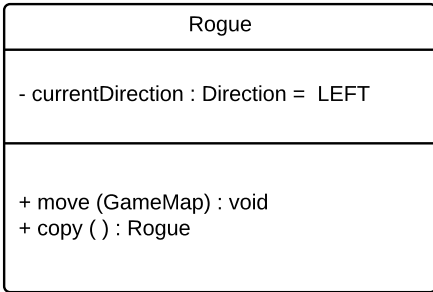 Rogue
- currentDirection : Direction =  LEFT
+ move (GameMap) : void
+ copy ( ) : Rogue